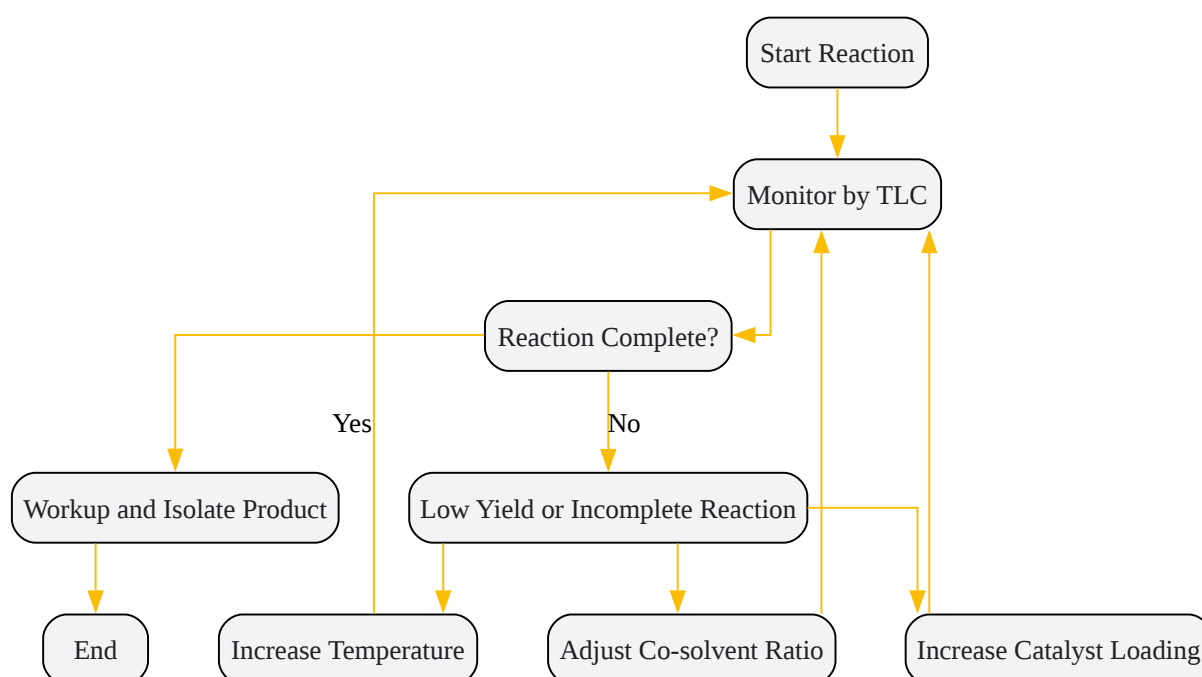 Start Reaction
Monitor by TLC
Reaction Complete?
Yes
No
Workup and Isolate Product
Low Yield or Incomplete Reaction
End
Increase Temperature
Adjust Co-solvent Ratio
Increase Catalyst Loading